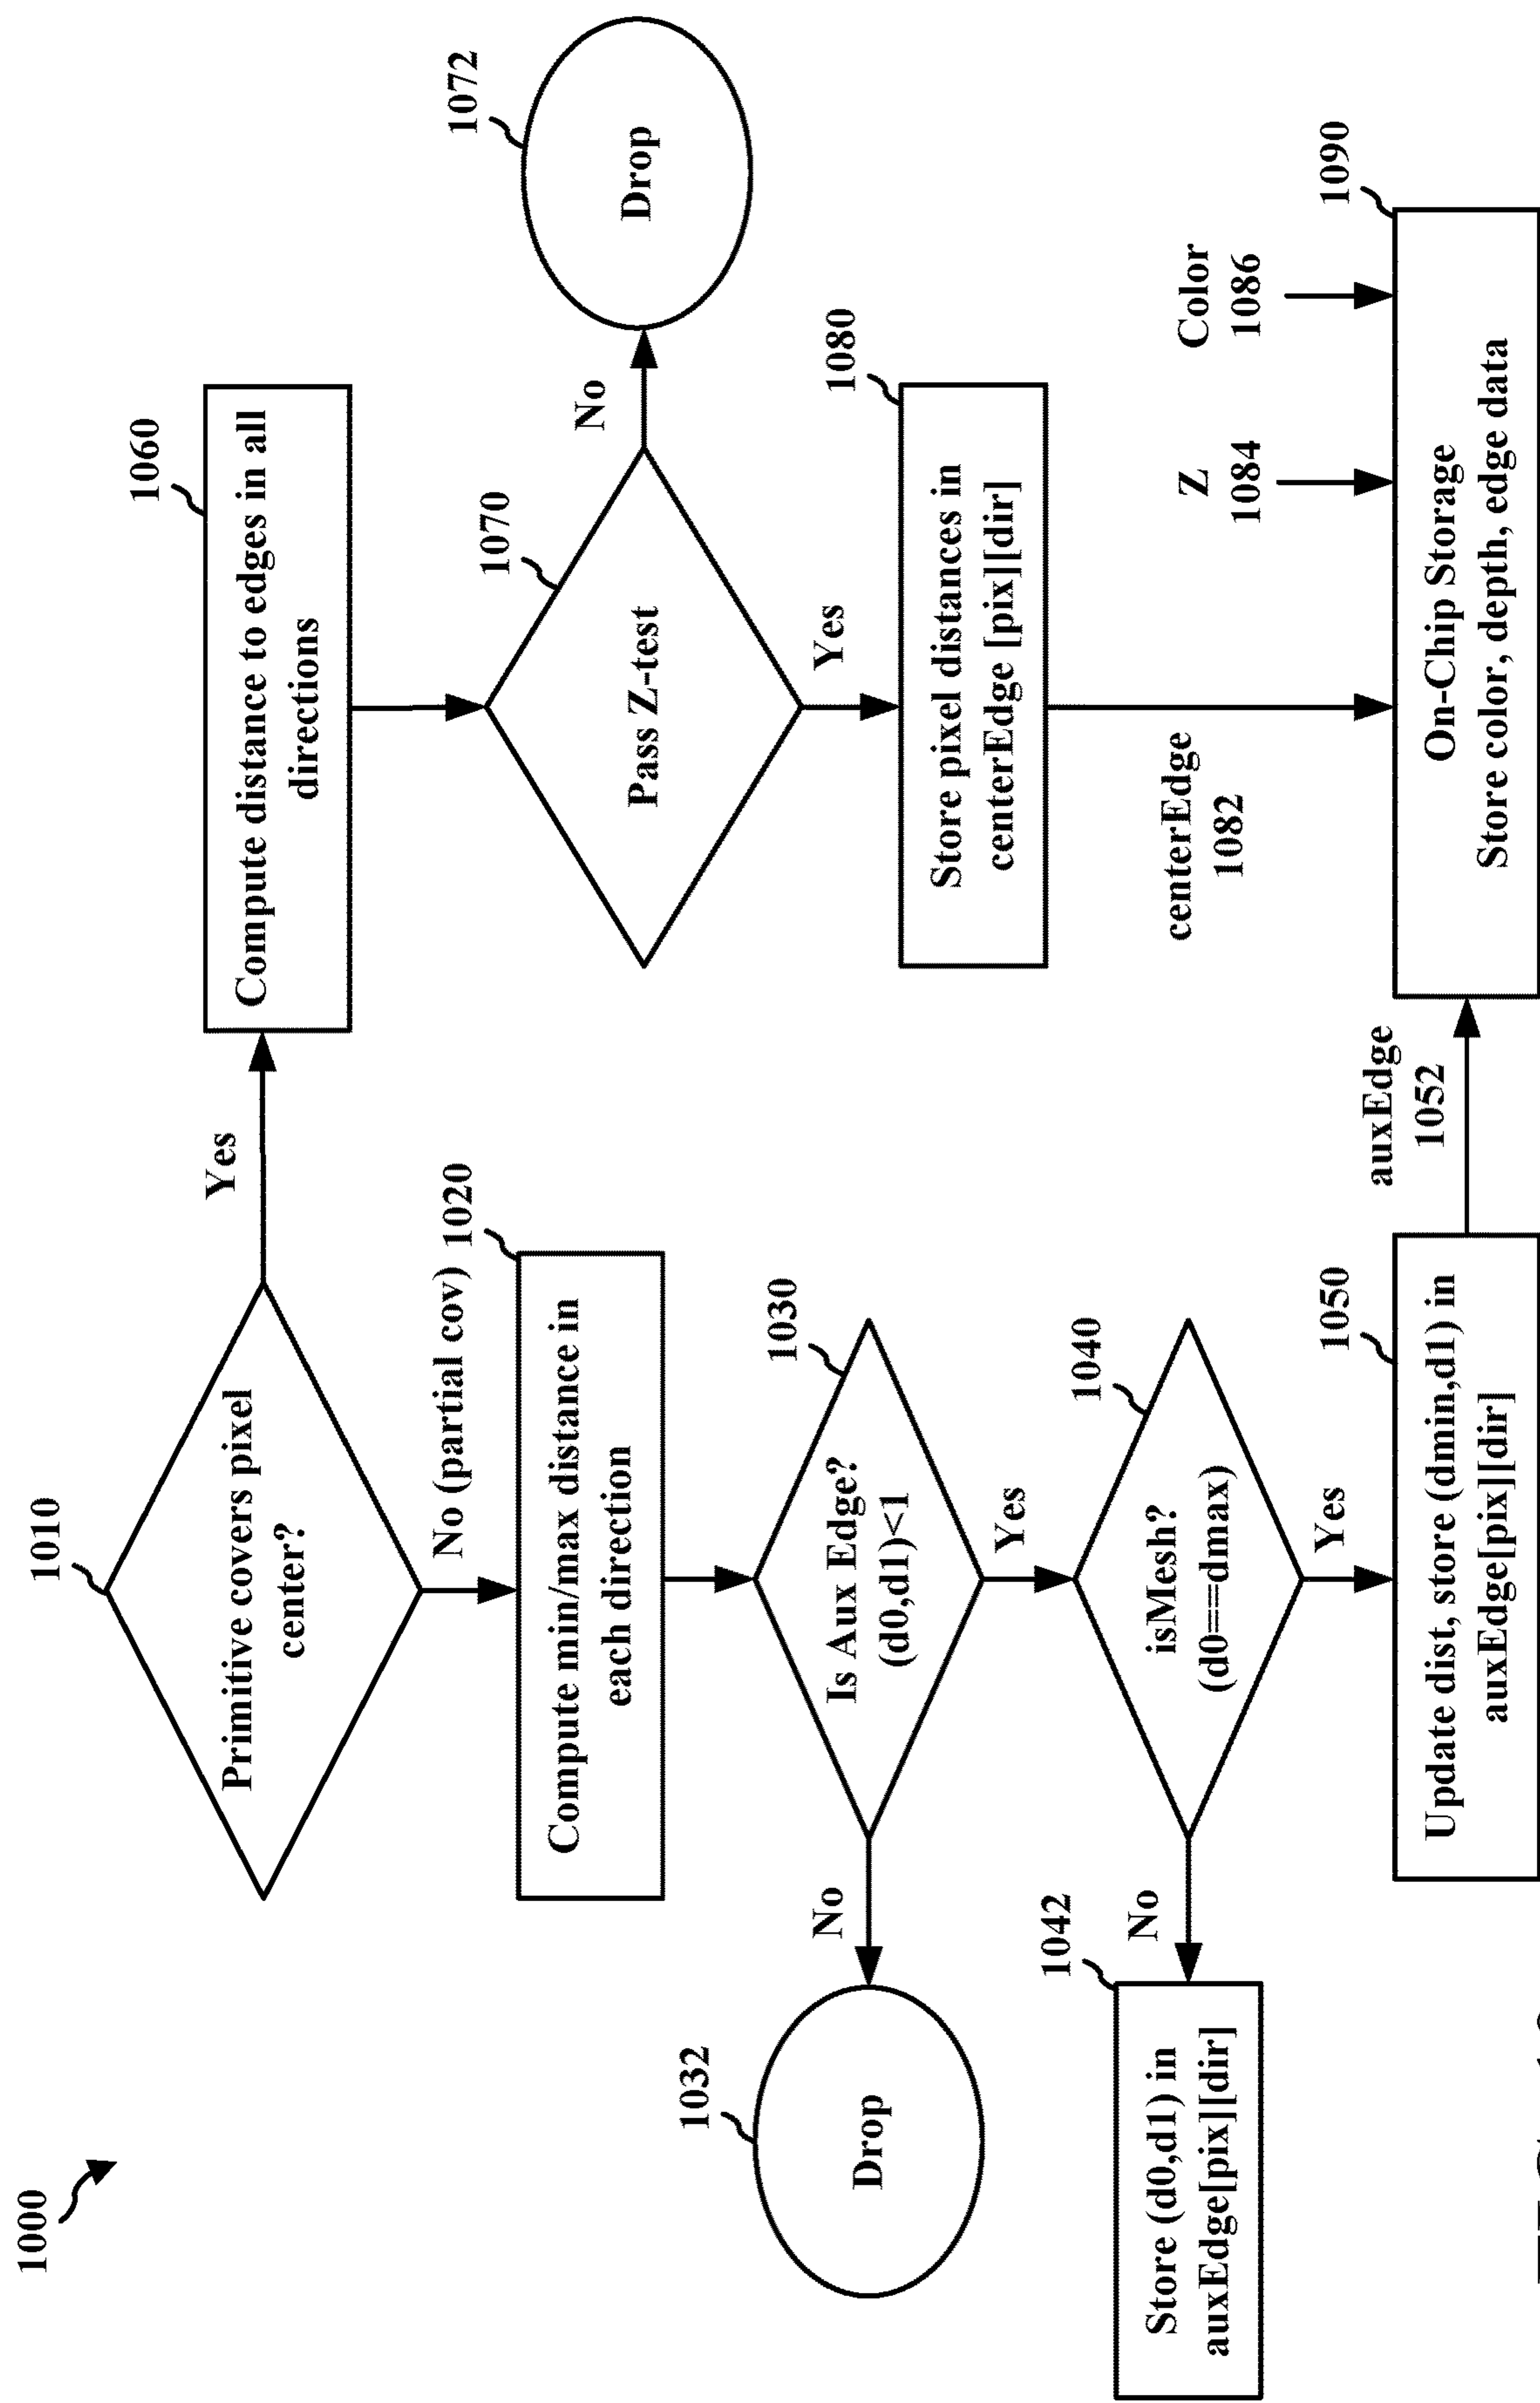 1000
1010
Primitive covers pixel
center?
Yes
No (partial cov)
1020
Compute min/max distance in
each direction
1030
Is Aux Edge?
(d0,d1)<1
No
1032
Drop
Yes
1040
isMesh?
(d0==dmax)
No
1042
Store (d0,d1) in
auxEdge[pix][dir]
Yes
1050
Update dist, store (dmin,d1) in
auxEdge[pix][dir]
auxEdge
1052
1060
Compute distance to edges in all
directions
1070
Pass Z-test
No
1072
Drop
Yes
1080
Store pixel distances in
centerEdge [pix][dir]
centerEdge
1082
Z
1084
Color
1086
1090
On-Chip Storage
Store color, depth, edge data